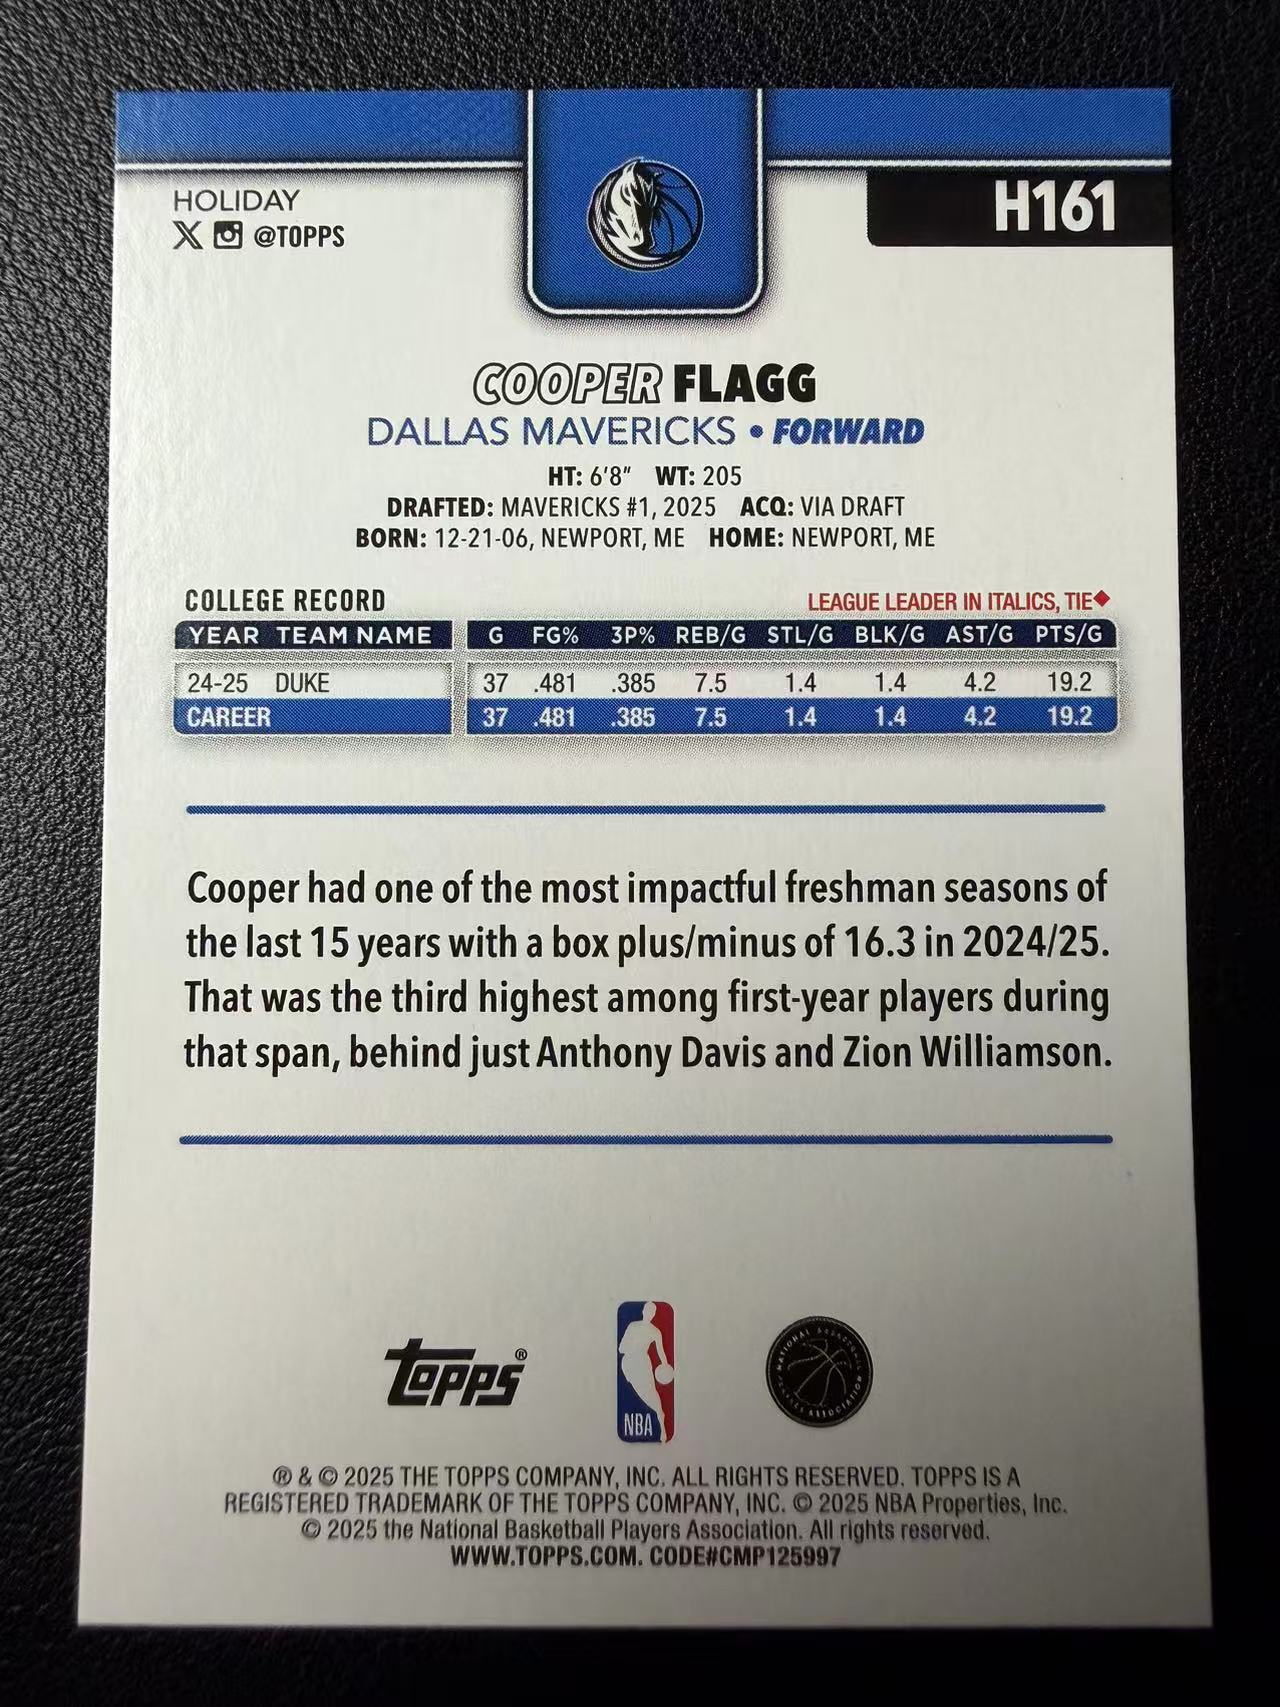 HOLIDAY
X @TOPPS
H161
COOPER FLAGG
DALLAS MAVERICKS • FORWARD
HT: 6'8" WT: 205
DRAFTED: MAVERICKS #1, 2025 ACQ: VIA DRAFT
BORN: 12-21-06, NEWPORT, ME HOME: NEWPORT, ME
COLLEGE RECORD LEAGUE LEADER IN ITALICS, TIE◆
YEAR TEAM NAME G FG% 3P% REB/G STL/G BLK/G AST/G PTS/G
24-25 DUKE 37 .481 .385 7.5 1.4 1.4 4.2 19.2
CAREER 37 .481 .385 7.5 1.4 1.4 4.2 19.2
Cooper had one of the most impactful freshman seasons of
the last 15 years with a box plus/minus of 16.3 in 2024/25.
That was the third highest among first-year players during
that span, behind just Anthony Davis and Zion Williamson.
Topps®
NBA
NATIONAL BASKETBALL
PLAYERS ASSOCIATION
® & © 2025 THE TOPPS COMPANY, INC. ALL RIGHTS RESERVED. TOPPS IS A
REGISTERED TRADEMARK OF THE TOPPS COMPANY, INC. © 2025 NBA Properties, Inc.
© 2025 the National Basketball Players Association. All rights reserved.
WWW.TOPPS.COM. CODE#CMP125997